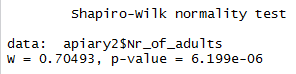 Shapiro-Wilk normality test
data:  apiary2$Nr_of_adults
W = 0.70493, p-value = 6.199e-06